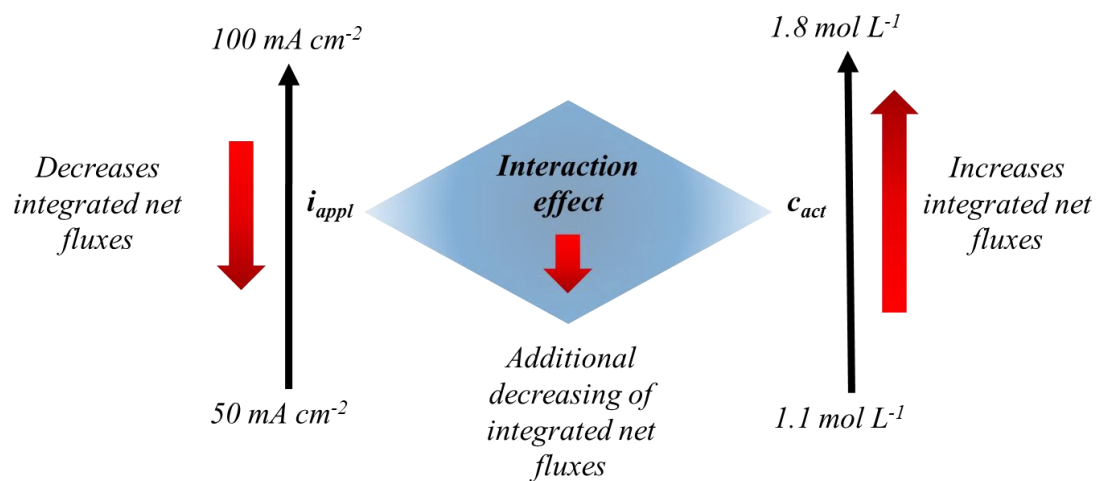 100 mA cm⁻²
Decreases
integrated net
fluxes
i_appl
50 mA cm⁻²
Interaction
effect
Additional
decreasing of
integrated net
fluxes
1.8 mol L⁻¹
c_act
Increases
integrated net
fluxes
1.1 mol L⁻¹